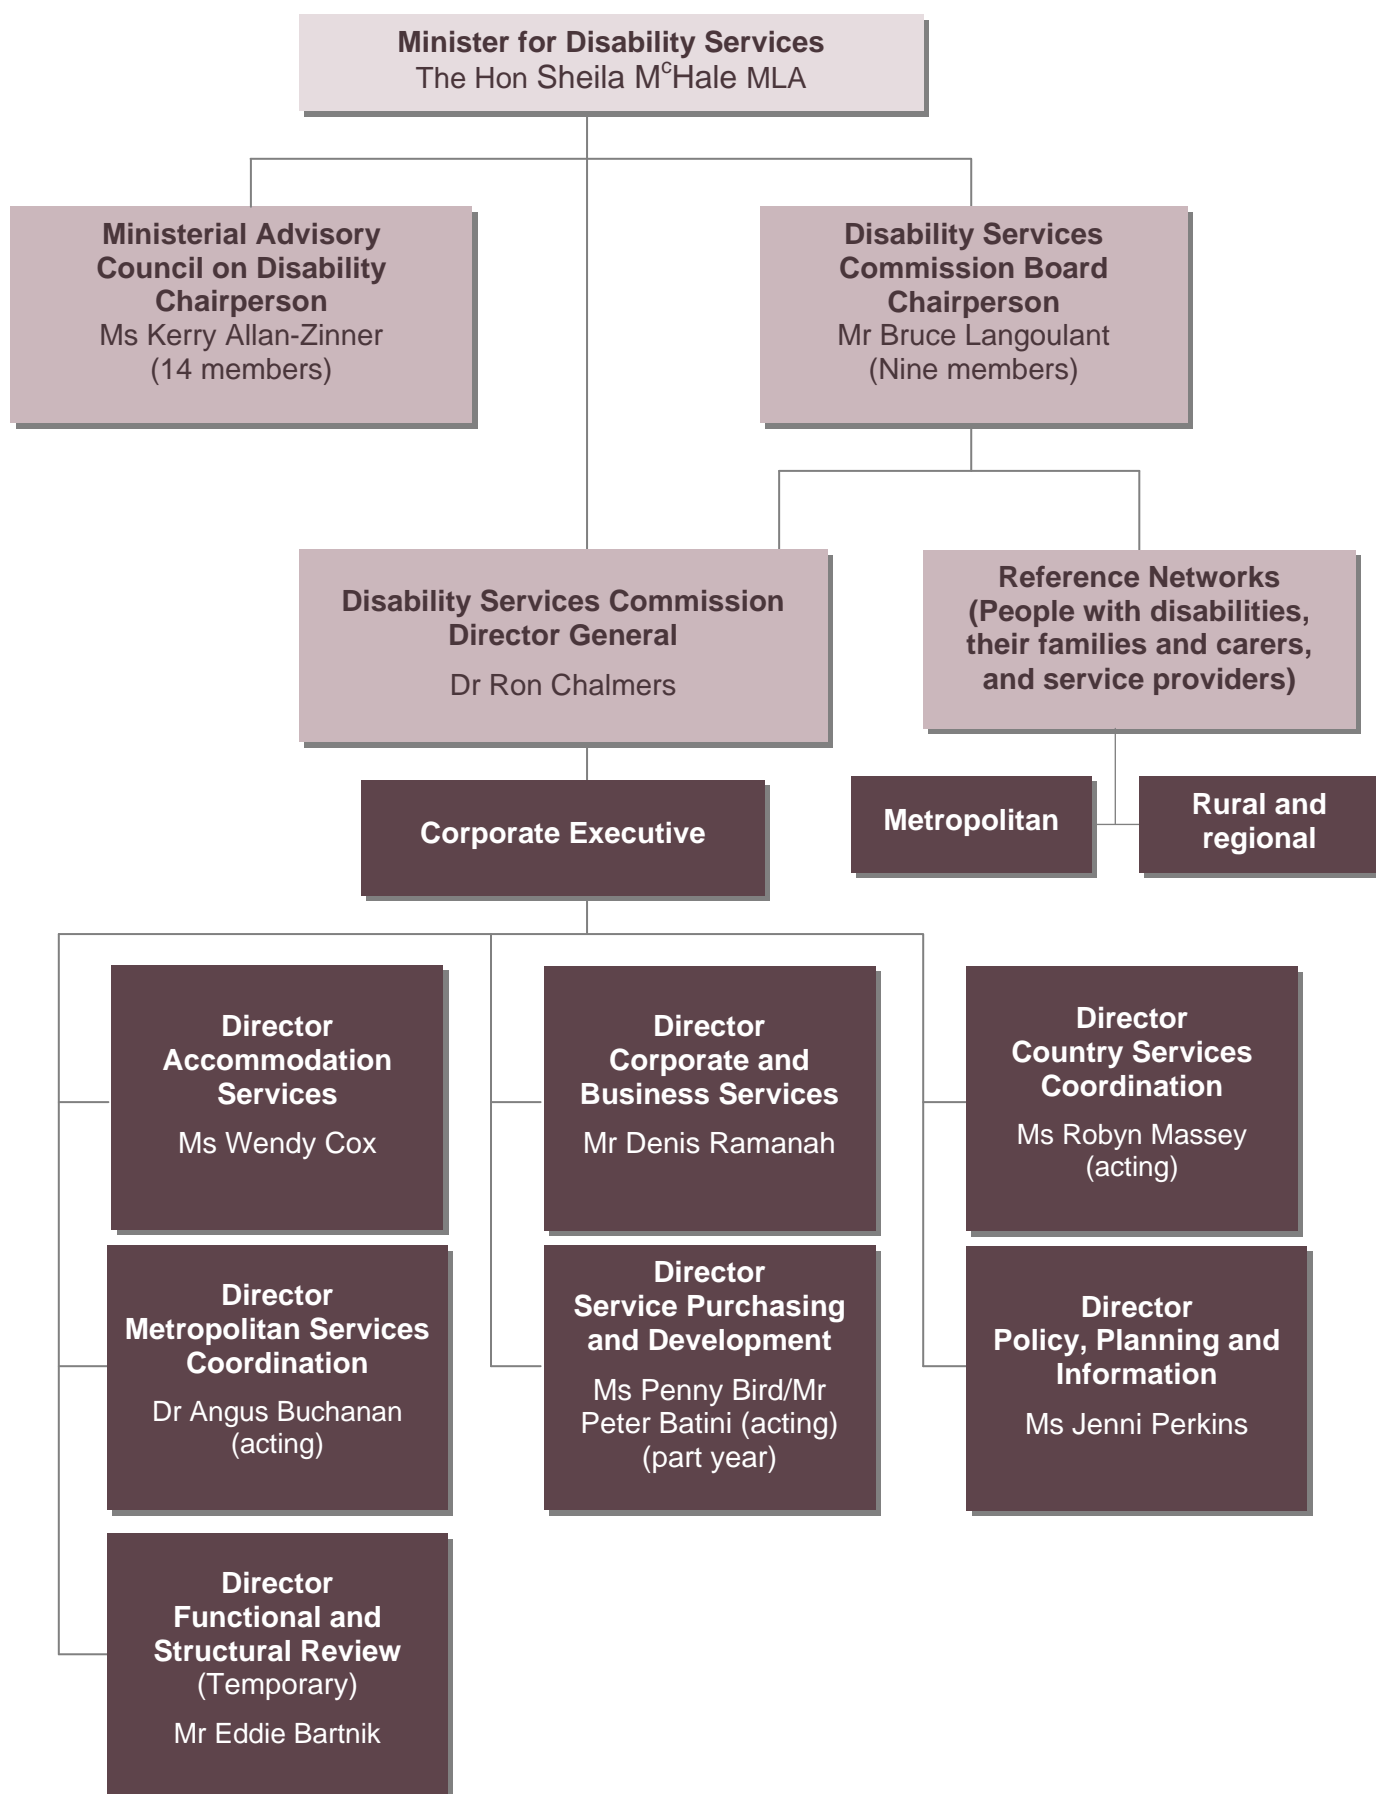 Minister for Disability Services
The Hon Sheila McHale MLA
Ministerial Advisory
Council on Disability
Chairperson
Ms Kerry Allan-Zinner
(14 members)
Disability Services
Commission Board
Chairperson
Mr Bruce Langoulant
(Nine members)
Disability Services Commission
Director General
Dr Ron Chalmers
Reference Networks
(People with disabilities,
their families and carers,
and service providers)
Corporate Executive
Metropolitan
Rural and
regional
Director
Accommodation
Services
Ms Wendy Cox
Director
Corporate and
Business Services
Mr Denis Ramanah
Director
Country Services
Coordination
Ms Robyn Massey
(acting)
Director
Metropolitan Services
Coordination
Dr Angus Buchanan
(acting)
Director
Service Purchasing
and Development
Ms Penny Bird/Mr
Peter Batini (acting)
(part year)
Director
Policy, Planning and
Information
Ms Jenni Perkins
Director
Functional and
Structural Review
(Temporary)
Mr Eddie Bartnik